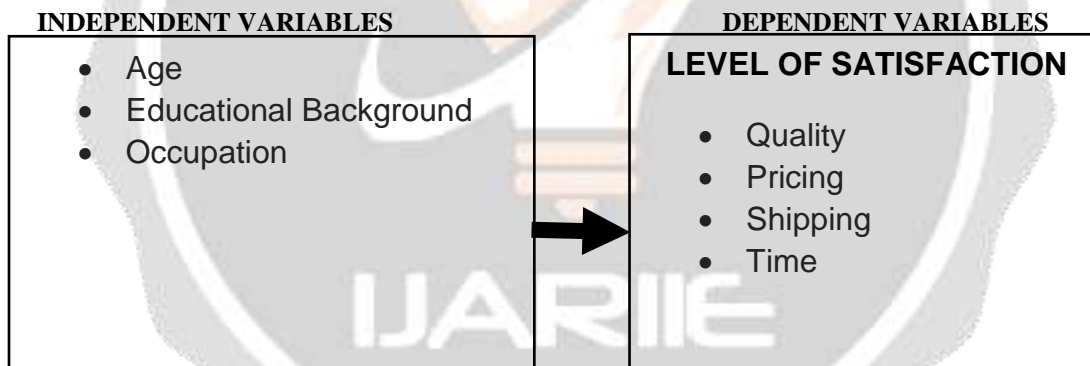 INDEPENDENT VARIABLES
• Age
• Educational Background
• Occupation
DEPENDENT VARIABLES
LEVEL OF SATISFACTION
• Quality
• Pricing
• Shipping
• Time
IJARIIE